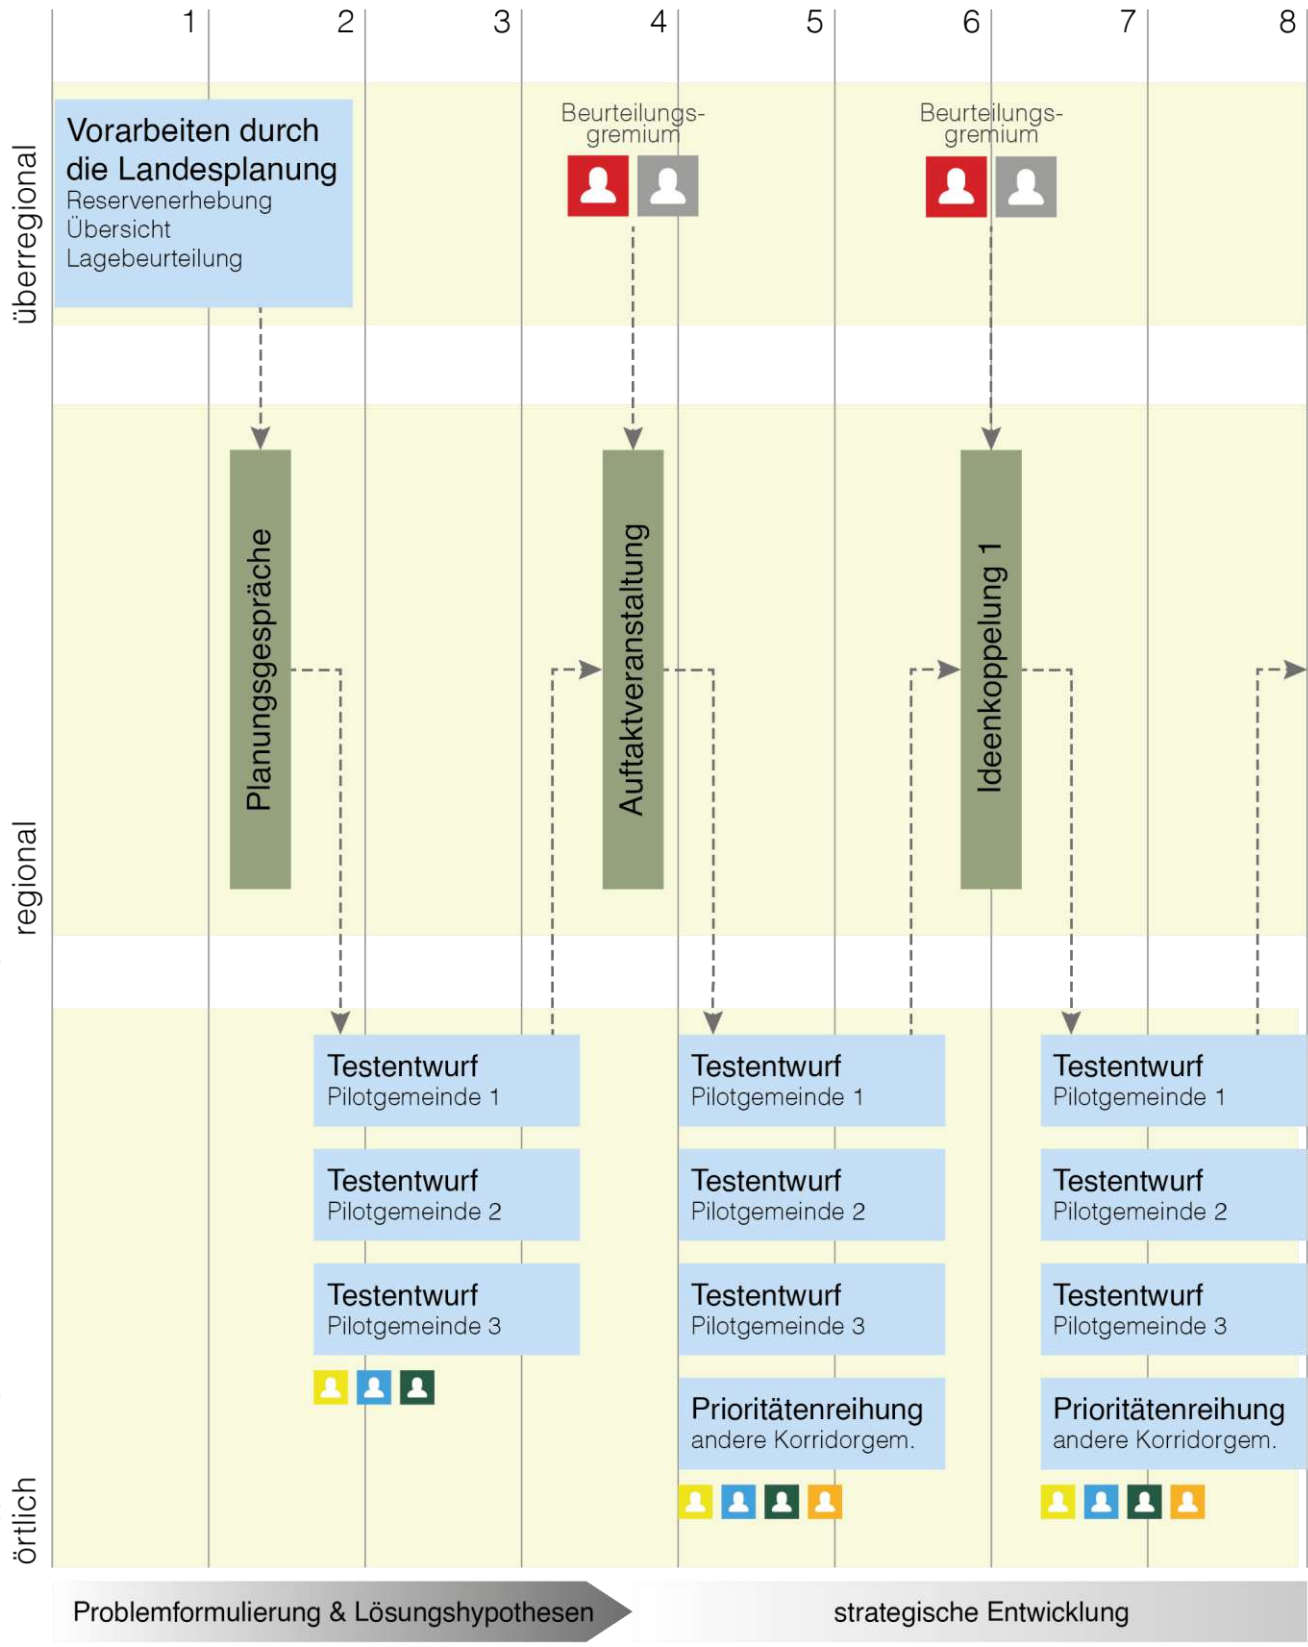 1 2 3 4 5 6 7 8
überregional
Vorarbeiten durch
die Landesplanung
Reservenerhebung
Übersicht
Lagebeurteilung
Beurteilungs-
gremium
Beurteilungs-
gremium
regional
Planungsgespräche
Auftaktveranstaltung
Ideenkoppelung 1
örtlich
Testentwurf
Pilotgemeinde 1
Testentwurf
Pilotgemeinde 2
Testentwurf
Pilotgemeinde 3
Testentwurf
Pilotgemeinde 1
Testentwurf
Pilotgemeinde 2
Testentwurf
Pilotgemeinde 3
Prioritätenreihung
andere Korridorgem.
Testentwurf
Pilotgemeinde 1
Testentwurf
Pilotgemeinde 2
Testentwurf
Pilotgemeinde 3
Prioritätenreihung
andere Korridorgem.
Problemformulierung & Lösungshypothesen
strategische Entwicklung